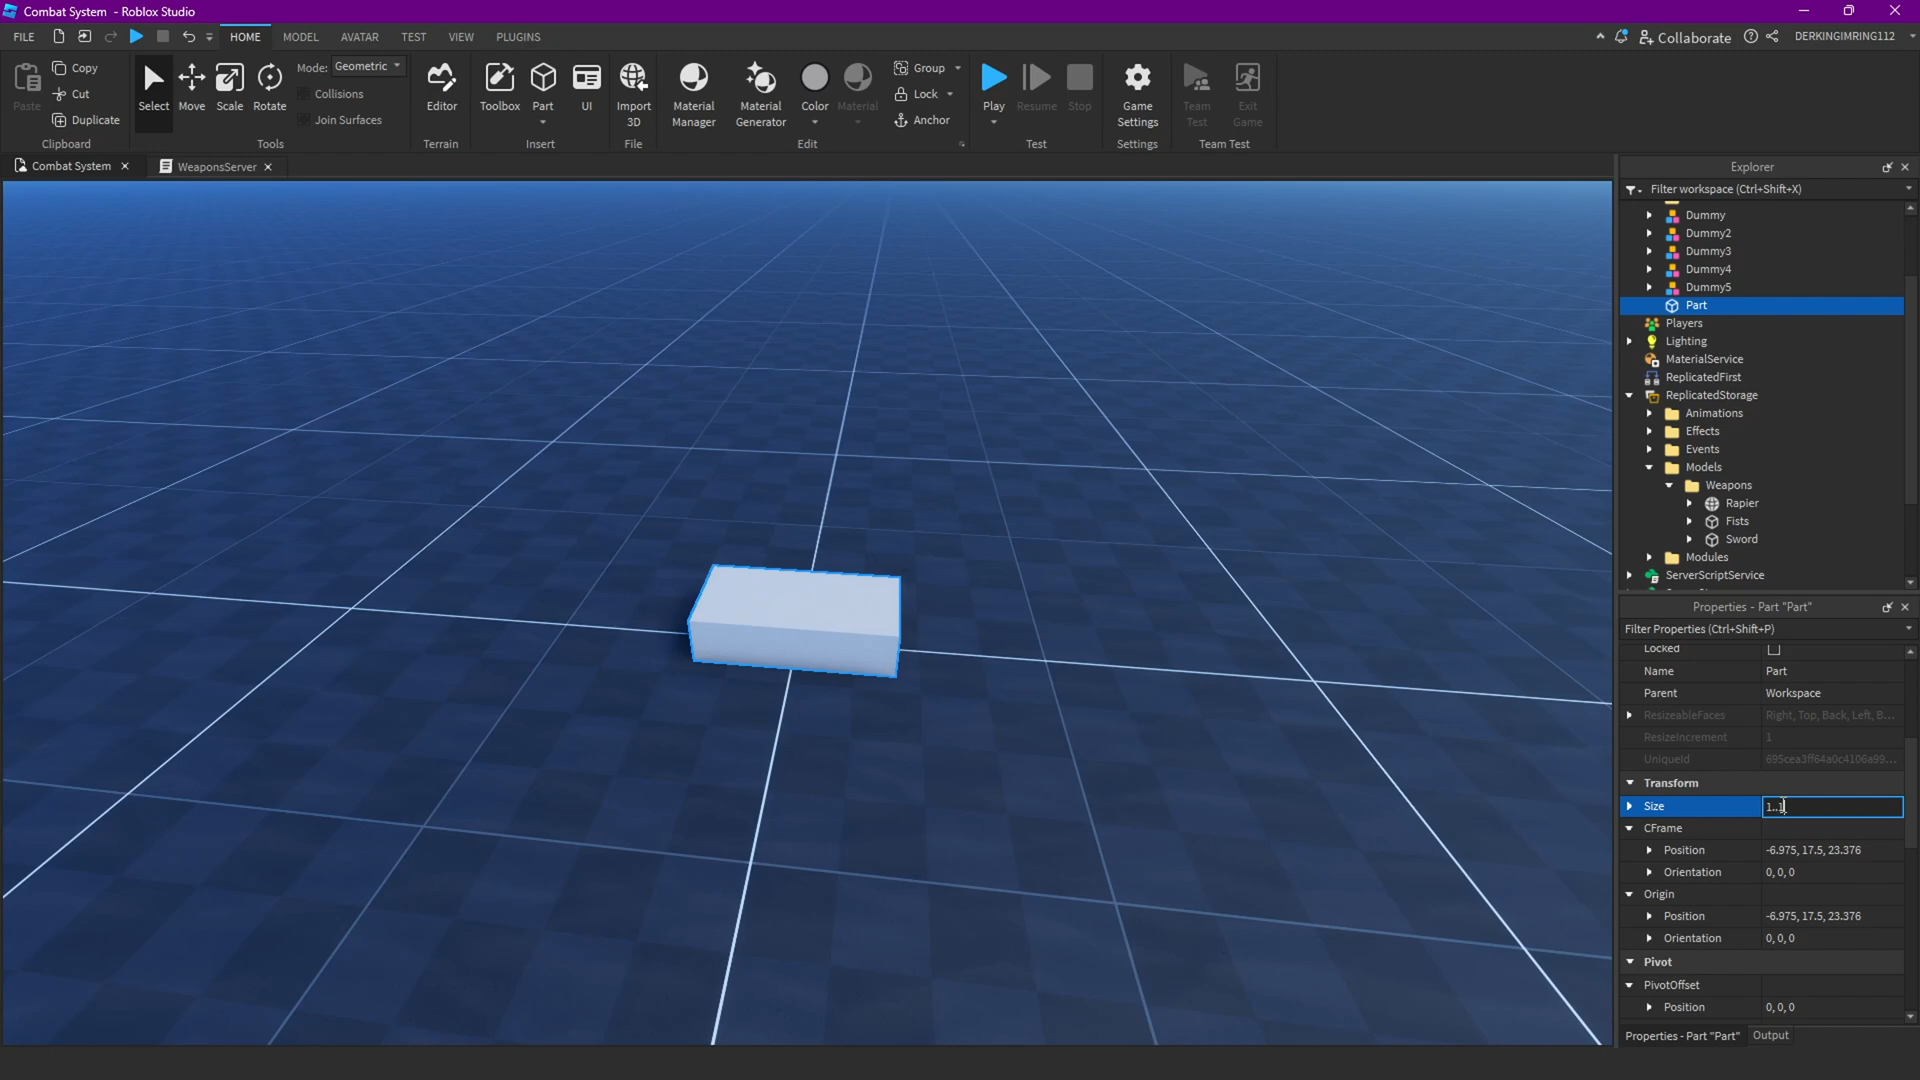 Combat System - Roblox Studio
FILE HOME MODEL AVATAR TEST VIEW PLUGINS Collaborate DERKINGIMRING112
Paste Copy Cut Duplicate Clipboard
Select Move Scale Rotate Mode: Geometric Collisions Join Surfaces Tools
Editor Terrain
Toolbox Part UI Insert
Import 3D File
Material Manager Material Generator Color Material Group Lock Anchor Edit
Play Resume Stop Test
Game Settings Settings
Team Test Exit Game Team Test
Combat System WeaponsServer
Explorer
Filter workspace (Ctrl+Shift+X)
Dummy
Dummy2
Dummy3
Dummy4
Dummy5
Part
Players
Lighting
MaterialService
ReplicatedFirst
ReplicatedStorage
Animations
Effects
Events
Models
Weapons
Rapier
Fists
Sword
Modules
ServerScriptService
Properties - Part "Part"
Filter Properties (Ctrl+Shift+P)
Locked
Name Part
Parent Workspace
ResizeableFaces Right, Top, Back, Left, B...
ResizeIncrement 1
UniqueId 695cea3ff64a0c4106a99...
Transform
Size 1..1
CFrame
Position -6.975, 17.5, 23.376
Orientation 0, 0, 0
Origin
Position -6.975, 17.5, 23.376
Orientation 0, 0, 0
Pivot
PivotOffset
Position 0, 0, 0
Properties - Part "Part" Output